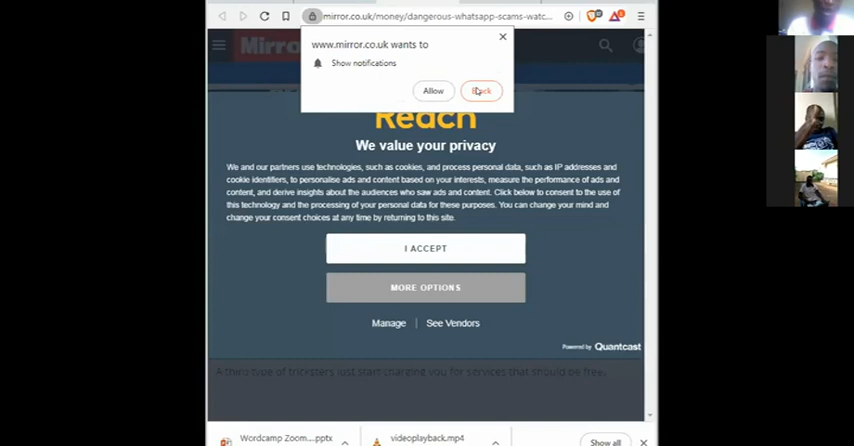 mirror.co.uk/money/dangerous-whatsapp-scams-watc...
Mirro
www.mirror.co.uk wants to
Show notifications
Allow
Block
Reach
We value your privacy
We and our partners use technologies, such as cookies, and process personal data, such as IP addresses and
cookie identifiers, to personalise ads and content based on your interests, measure the performance of ads and
content, and derive insights about the audiences who saw ads and content. Click below to consent to the use
of this technology and the processing of your personal data for these purposes. You can change your mind and
change your consent choices at any time by returning to this site.
I ACCEPT
MORE OPTIONS
Manage | See Vendors
Powered by Quantcast
A third type of tricksters just start charging you for services that should be free.
Wordcamp Zoom....pptx
videoplayback.mp4
Show all